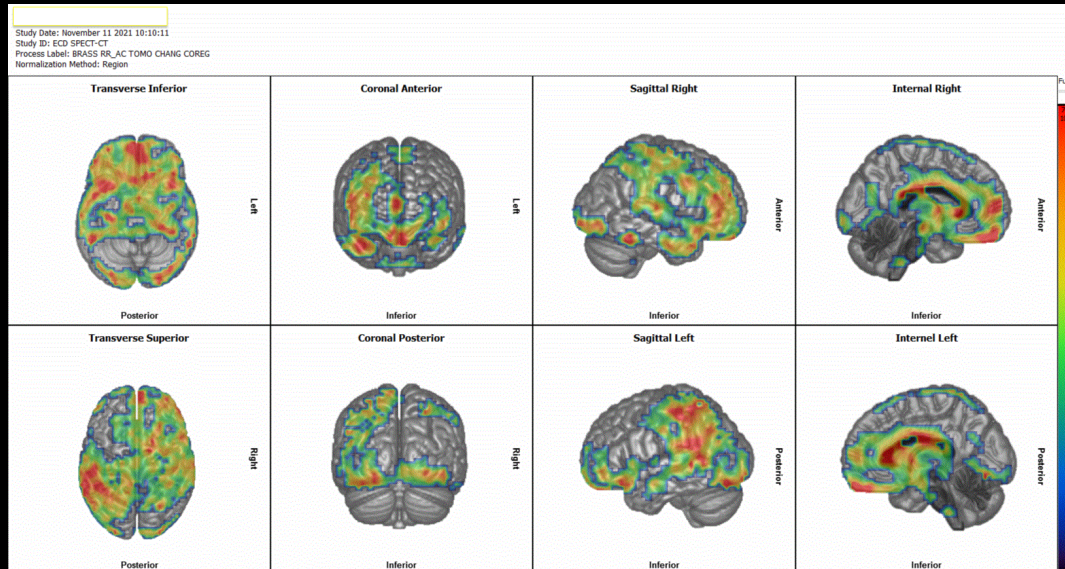 Study Date: November 11 2021 10:10:11
Study ID: ECD SPECT-CT
Process Label: BRASS RR_AC TOMO CHANG COREG
Normalization Method: Region
Transverse Inferior
Coronal Anterior
Sagittal Right
Internal Right
Left
Left
Anterior
Anterior
Posterior
Inferior
Inferior
Inferior
Transverse Superior
Coronal Posterior
Sagittal Left
Internel Left
Right
Right
Posterior
Posterior
Posterior
Inferior
Inferior
Inferior